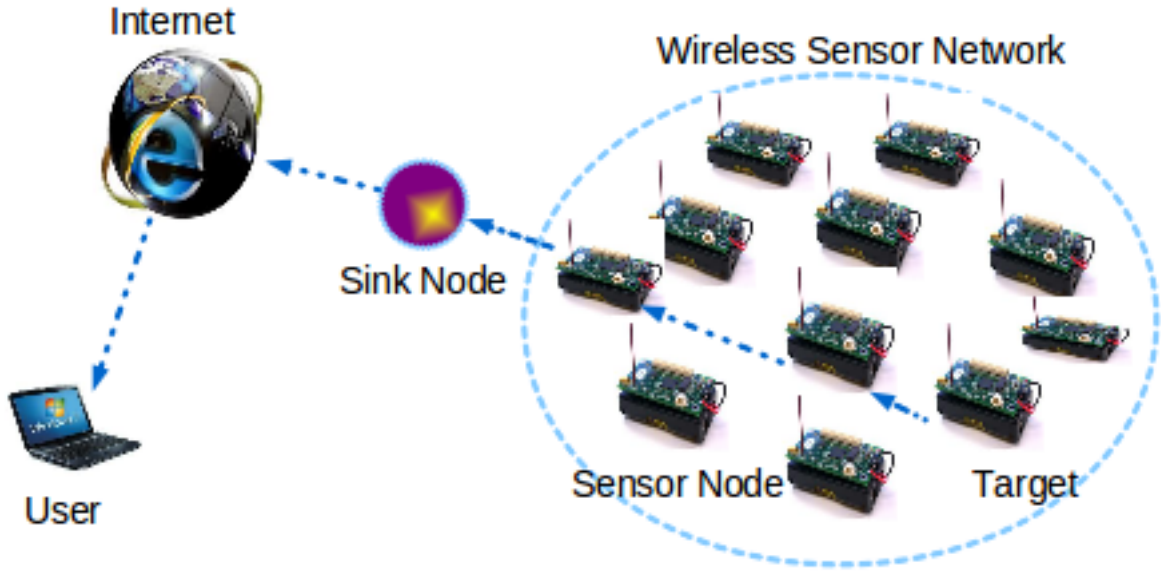 Internet
Wireless Sensor Network
Sink Node
Sensor Node
Target
User